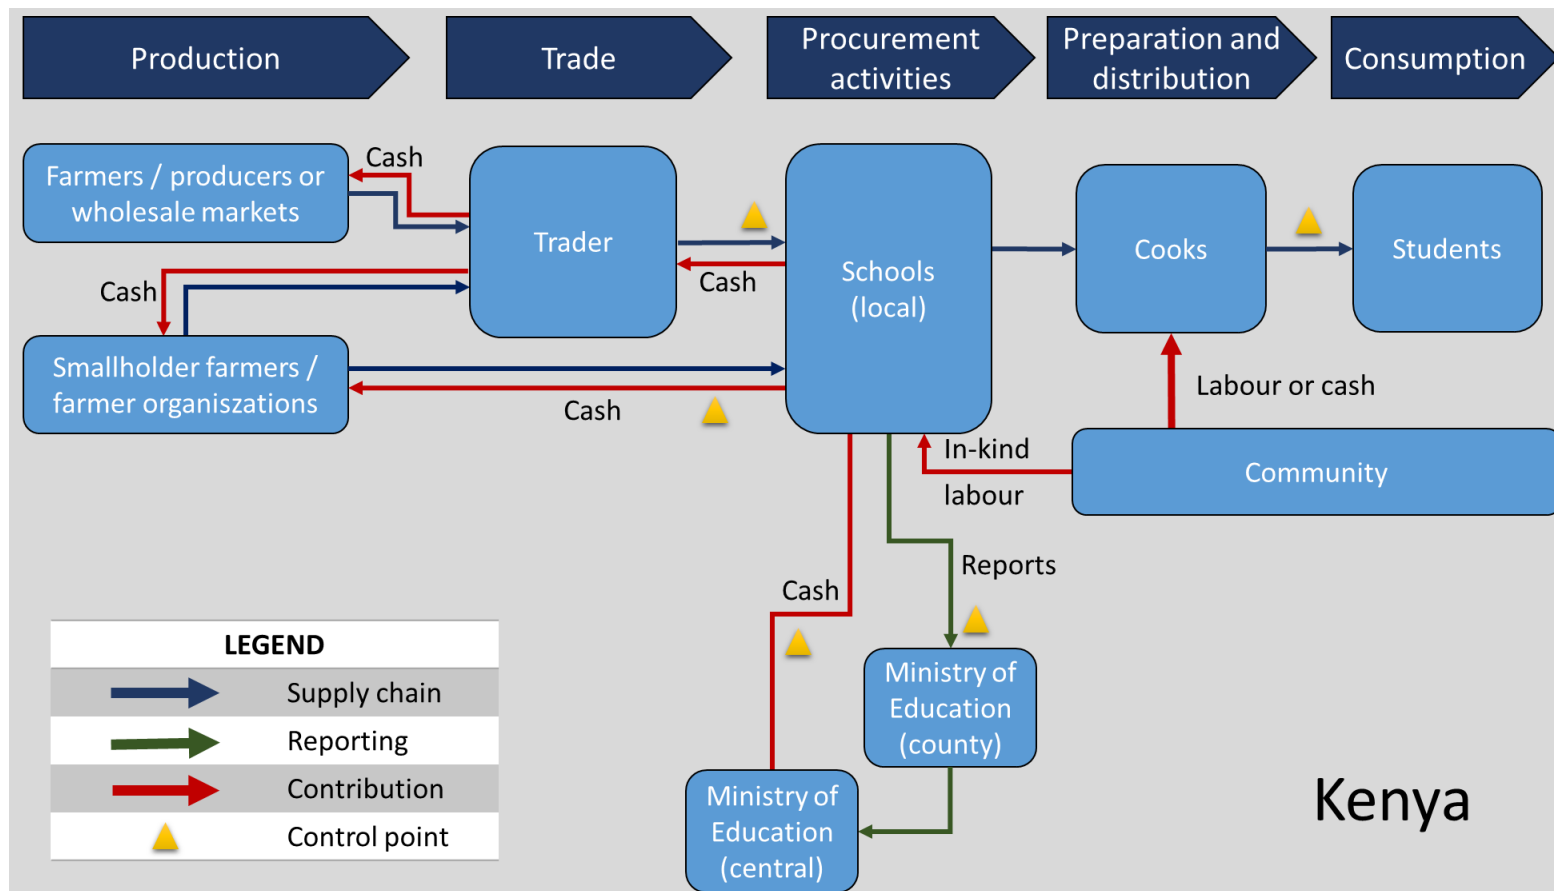 Production
Trade
Procurement
activities
Preparation and
distribution
Consumption
Farmers / producers or
wholesale markets
Cash
Trader
Cash
Schools
(local)
Cooks
Students
Cash
Smallholder farmers /
farmer organiszations
Cash
Labour or cash
In-kind
labour
Community
Reports
Cash
Ministry of
Education
(county)
Ministry of
Education
(central)
LEGEND
Supply chain
Reporting
Contribution
Control point
Kenya